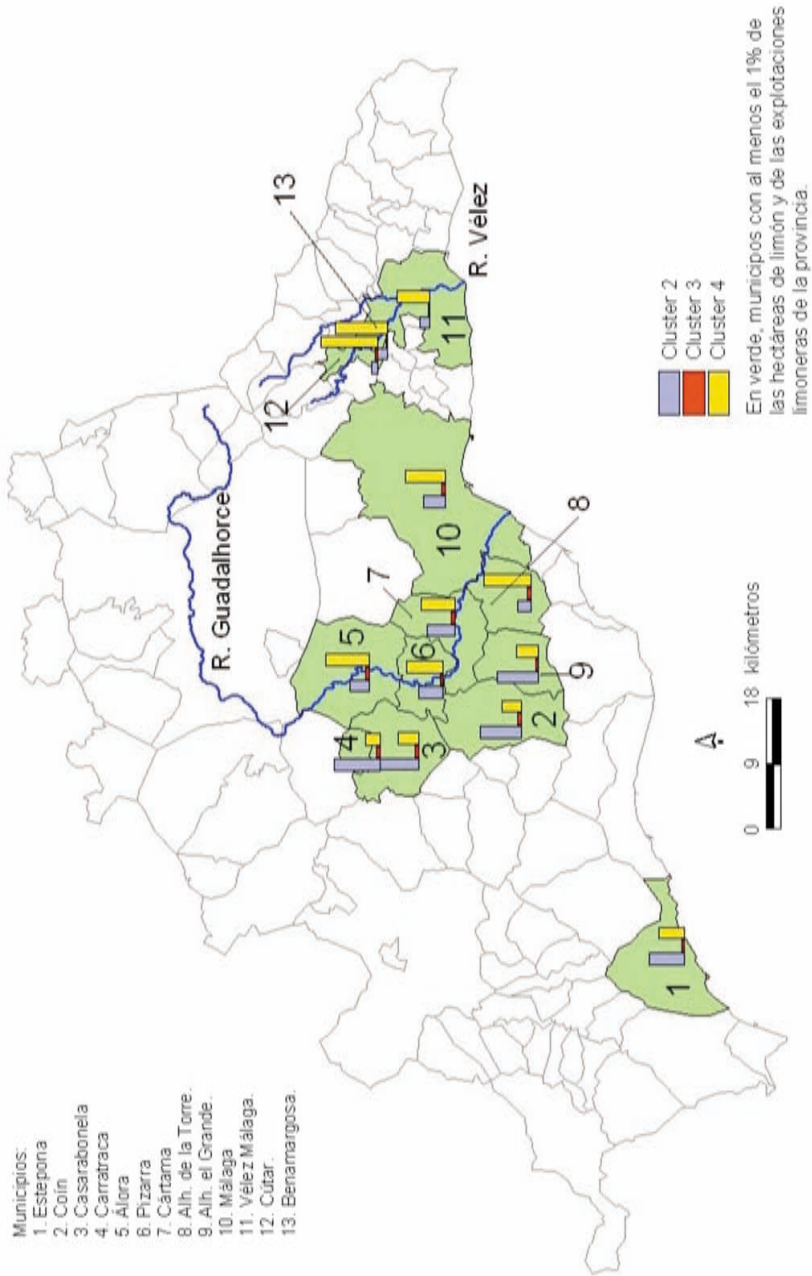 Municipios:
1. Estepona
2. Coín
3. Casarabonela
4. Carratraca
5. Álora
6. Pizarra
7. Cártama
8. Alh. de la Torre.
9. Alh. el Grande.
10. Málaga
11. Vélez Málaga.
12. Cútar.
13. Benamargosa.
R. Guadalhorce
R. Vélez
1
2
3
4
5
6
7
8
9
10
11
12
13
0 9 18 kilómetros
Cluster 2
Cluster 3
Cluster 4
En verde, municipos con al menos el 1% de
las hectáreas de limón y de las explotaciones
limoneras de la provincia.